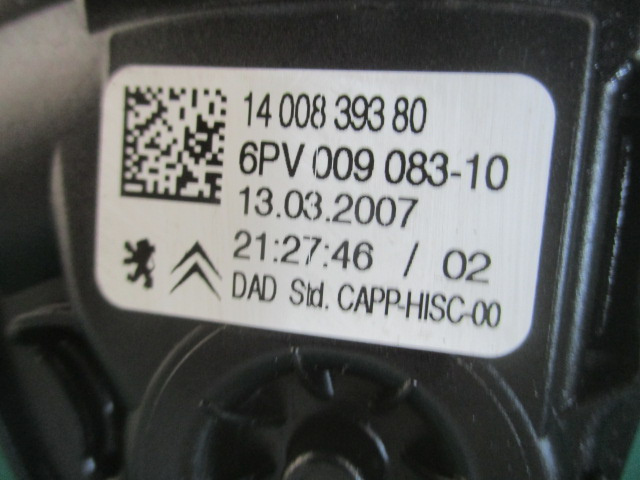 14 008 393 80
6PV 009 083-10
13.03.2007
21:27:46 / 02
DAD Std. CAPP-HISC-00